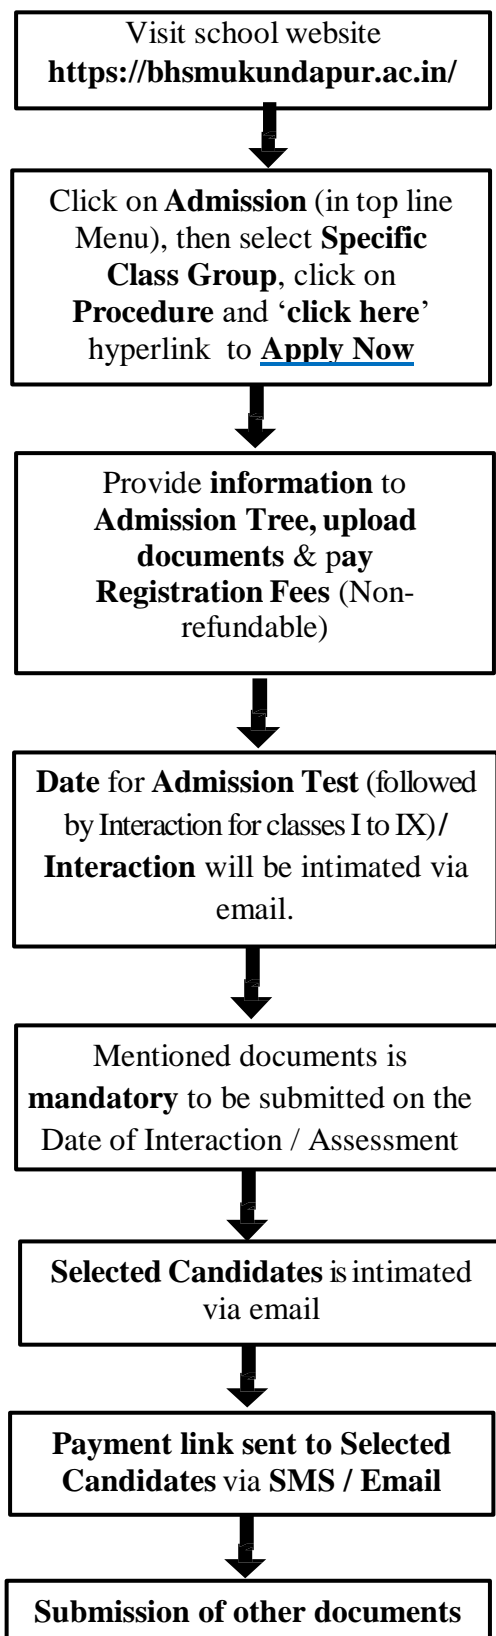 Visit school website
https://bhsmukundapur.ac.in/
Click on Admission (in top line
Menu), then select Specific
Class Group, click on
Procedure and ‘click here’
hyperlink to Apply Now
Provide information to
Admission Tree, upload
documents & pay
Registration Fees (Non-
refundable)
Date for Admission Test (followed
by Interaction for classes I to IX)/
Interaction will be intimated via
email.
Mentioned documents is
mandatory to be submitted on the
Date of Interaction / Assessment
Selected Candidates is intimated
via email
Payment link sent to Selected
Candidates via SMS / Email
Submission of other documents